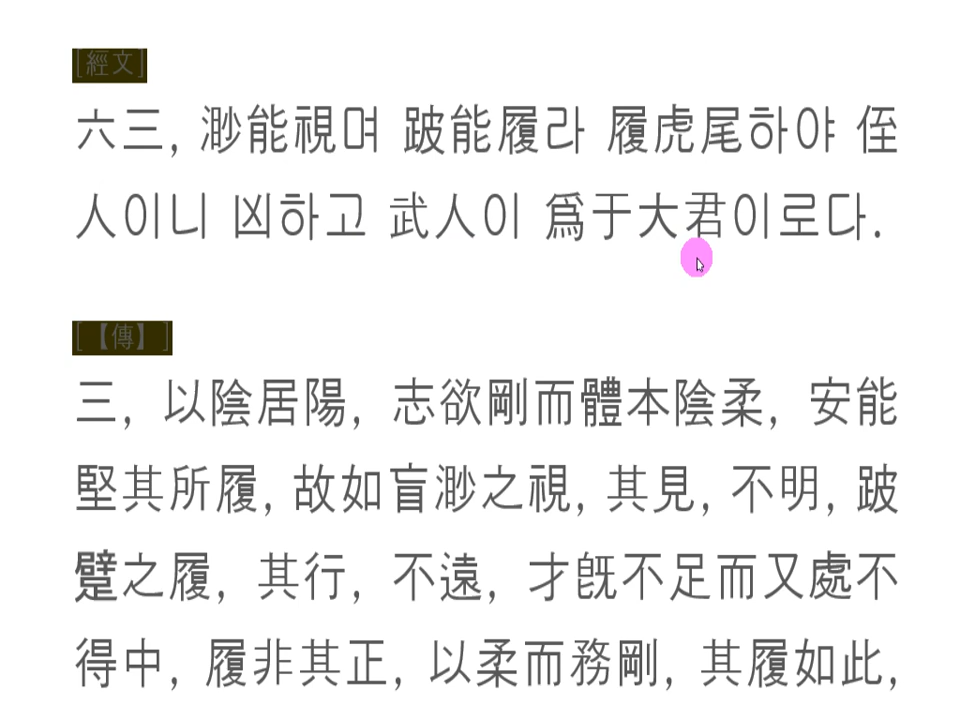 [經文]
六三, 渺能視며 跛能履라 履虎尾하야 侄
人이니 凶하고 武人이 爲于大君이로다.
[【傳】]
三, 以陰居陽, 志欲剛而體本陰柔, 安能
堅其所履, 故如盲渺之視, 其見, 不明, 跛
躄之履, 其行, 不遠, 才旣不足而又處不
得中, 履非其正, 以柔而務剛, 其履如此,